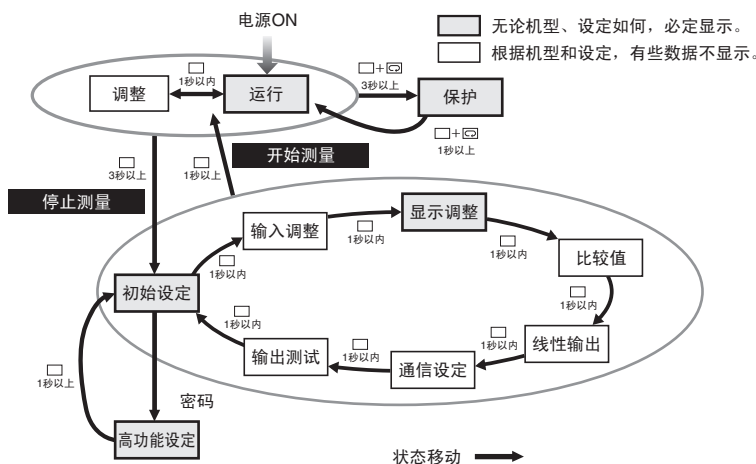 电源ON
无论机型、设定如何，必定显示。
根据机型和设定，有些数据不显示。
调整
1秒以内
运行
＋
3秒以上
保护
＋
1秒以上
3秒以上
1秒以上
开始测量
停止测量
显示调整
输入调整
1秒以内
1秒以内
比较值
1秒以内
初始设定
1秒以内
1秒以内
线性输出
1秒以内
输出测试
1秒以内
通信设定
1秒以上
密码
高功能设定
状态移动